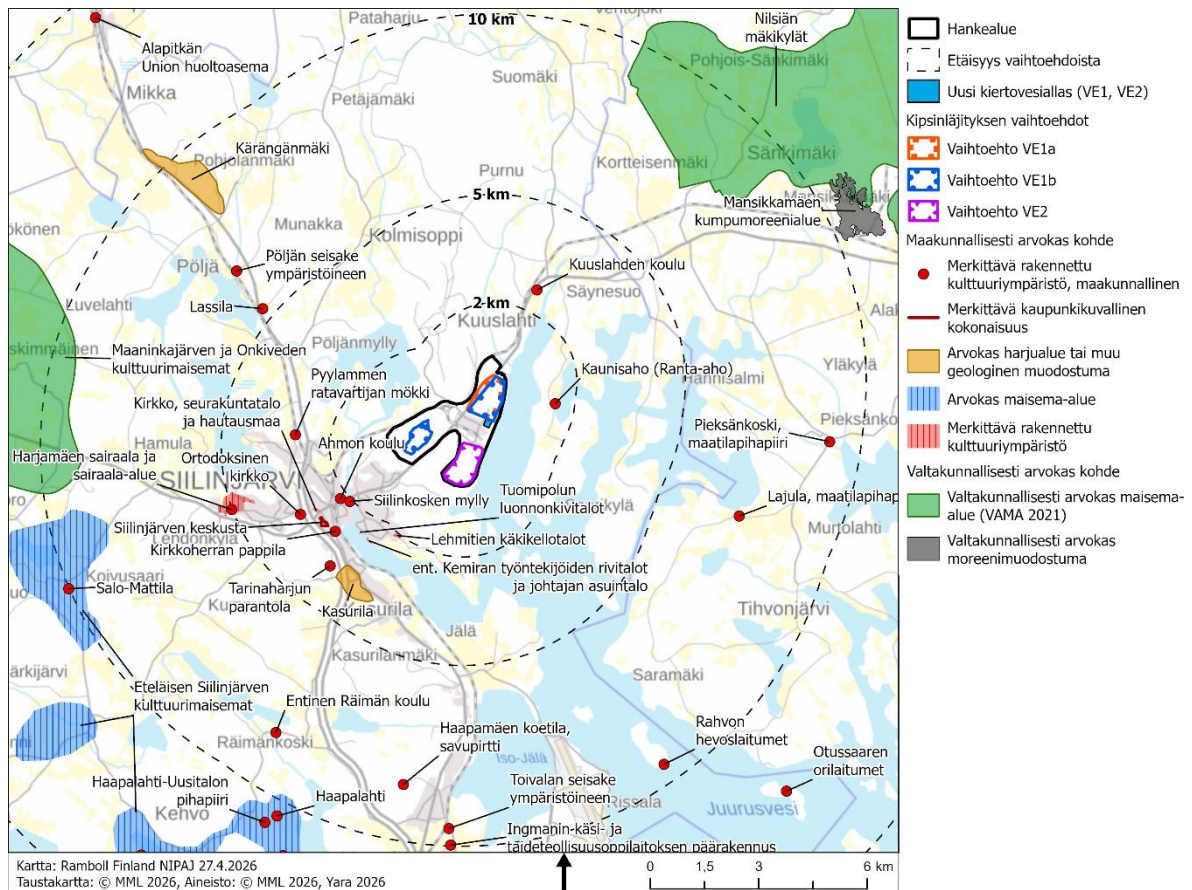 10 km
Pataharju
Ventojoki
Nilsiän
mäkikylät
Alapitkän
Union huoltoasema
Pohjois-Sänkimäki
Suomäki
Mikka
Petäjämäki
Kärängänmäki
Pohjolanmäki
Kortteisenmäki
Sänkimäki
Purnu
5 km
Munakka
Mansikkamäen
kumpumoreenialue
Kolmisoppi
Pöljä
Pöljän seisake
ympäristöineen
Kuuslahden koulu
Säynesuo
Luvelahti
Lassila
2 km
Kuuslahti
Maaninkajärven ja Onkiveden
kulttuurimaisemat
Pöljänmylly
Yläkylä
Pyylammen
ratavartijan mökki
Kaunisaho (Ranta-aho)
Kirkko, seurakuntatalo
ja hautausmaa
Pieksänkoski,
maatilapihapiiri
Hamula
Ahmon koulu
Harjamäen sairaala ja
sairaala-alue
Ortodoksinen
kirkko
SIILINJÄRVI
Siilinkosken mylly
Tuomipolun
luonnonkivitalot
Lajula, maatilapihap
Murtolahti
Siilinjärven keskusta
Lehmitien käkikellotalot
Kirkkoherran pappila
ent. Kemiran työntekijöiden rivitalot
ja johtajan asuintalo
Koivusaari
Salo-Mattila
Tarinaharjun
parantola
Kasurila
Tihvonjärvi
Jälä
Kasurilanmäki
Saramäki
Eteläisen Siilinjärven
kulttuurimaisemat
Entinen Räimän koulu
Räimänkoski
Haapamäen koetila,
savupirtti
Rahvon
hevoslaitumet
Otussaaren
orilaitumet
Iso-Jälä
Haapalahti-Uusitalon
pihapiiri
Haapalahti
Kehvo
Toivalan seisake
ympäristöineen
Rissala
Juurusvesi
Ingmanin-käsi- ja
taideteollisuusoppilaitoksen päärakennus
Kartta: Ramboll Finland NIPAJ 27.4.2026
Taustakartta: © MML 2026, Aineisto: © MML 2026, Yara 2026
0 1,5 3 6 km
Hankealue
Etäisyys vaihtoehdoista
Uusi kiertovesiallas (VE1, VE2)
Kipsinläjityksen vaihtoehdot
Vaihtoehto VE1a
Vaihtoehto VE1b
Vaihtoehto VE2
Maakunnallisesti arvokas kohde
Merkittävä rakennettu
kulttuuriympäristö, maakunnallinen
Merkittävä kaupunkikuvallinen
kokonaisuus
Arvokas harjualue tai muu
geologinen muodostuma
Arvokas maisema-alue
Merkittävä rakennettu
kulttuuriympäristö
Valtakunnallisesti arvokas kohde
Valtakunnallisesti arvokas maisema-
alue (VAMA 2021)
Valtakunnallisesti arvokas
moreenimuodostuma